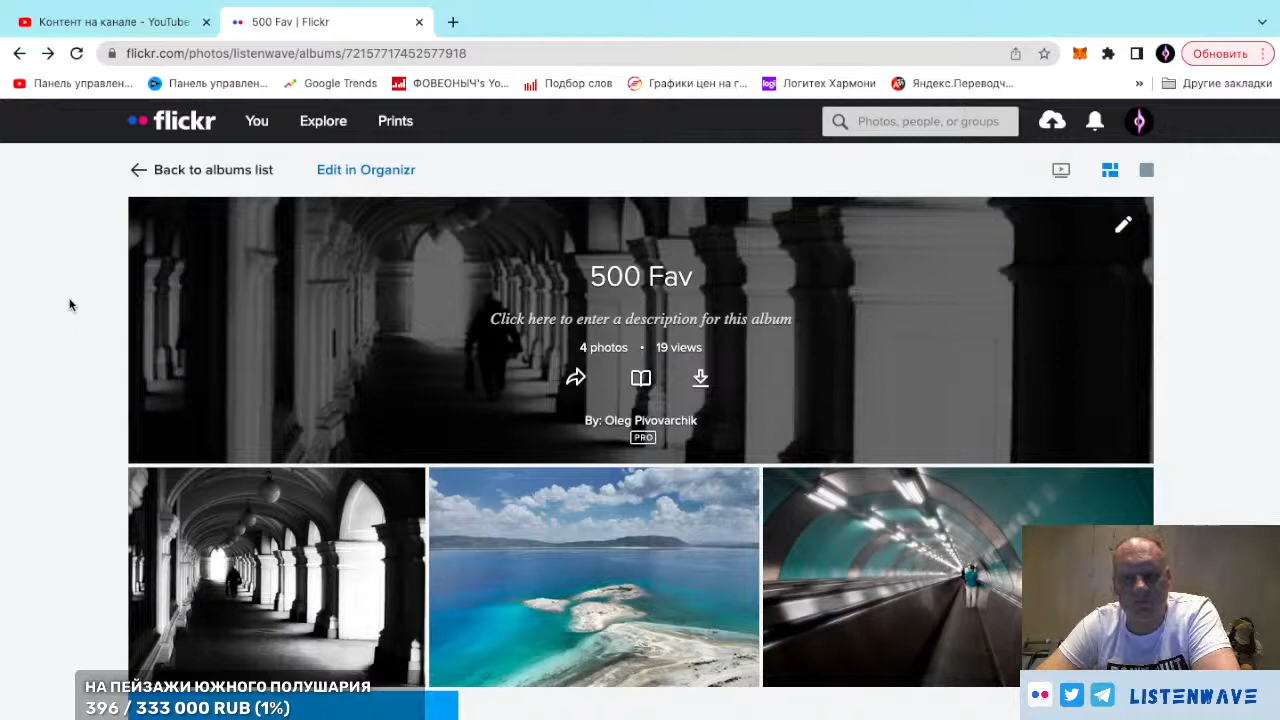 Контент на канале - YouTube
500 Fav | Flickr
flickr.com/photos/listenwave/albums/72157717452577918
Обновить
Панель управлен...
Панель управлен...
Google Trends
ФОВЕОНЫЧ's Yo...
Подбор слов
Графики цен на г...
logi
Логитех Хармони
Яндекс.Переводч...
»
Другие закладки
flickr
You
Explore
Prints
Photos, people, or groups
Back to albums list
Edit in Organizr
500 Fav
Click here to enter a description for this album
4 photos • 19 views
By: Oleg Pivovarchik
PRO
НА ПЕЙЗАЖИ ЮЖНОГО ПОЛУШАРИЯ
396 / 333 000 RUB (1%)
LISTENWAVE